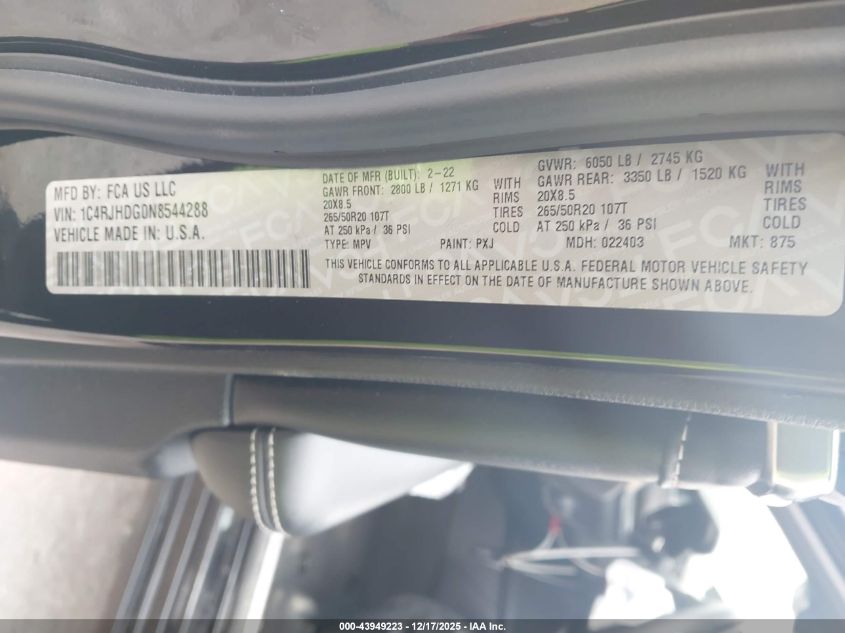 MFD BY: FCA US LLC
VIN: 1C4RJHDG0N8544288
VEHICLE MADE IN: U.S.A.
DATE OF MFR (BUILT): 2-22
GAWR FRONT: 2800 LB / 1271 KG
20X8.5
265/50R20 107T
AT 250 kPa / 36 PSI
TYPE: MPV PAINT: PXJ
WITH
RIMS
TIRES
COLD
GVWR: 6050 LB / 2745 KG
GAWR REAR: 3350 LB / 1520 KG
20X8.5
265/50R20 107T
AT 250 kPa / 36 PSI
MDH: 022403 MKT: 875
WITH
RIMS
TIRES
COLD
THIS VEHICLE CONFORMS TO ALL APPLICABLE U.S.A. FEDERAL MOTOR VEHICLE SAFETY
STANDARDS IN EFFECT ON THE DATE OF MANUFACTURE SHOWN ABOVE.
000-43949223 - 12/17/2025 - IAA Inc.